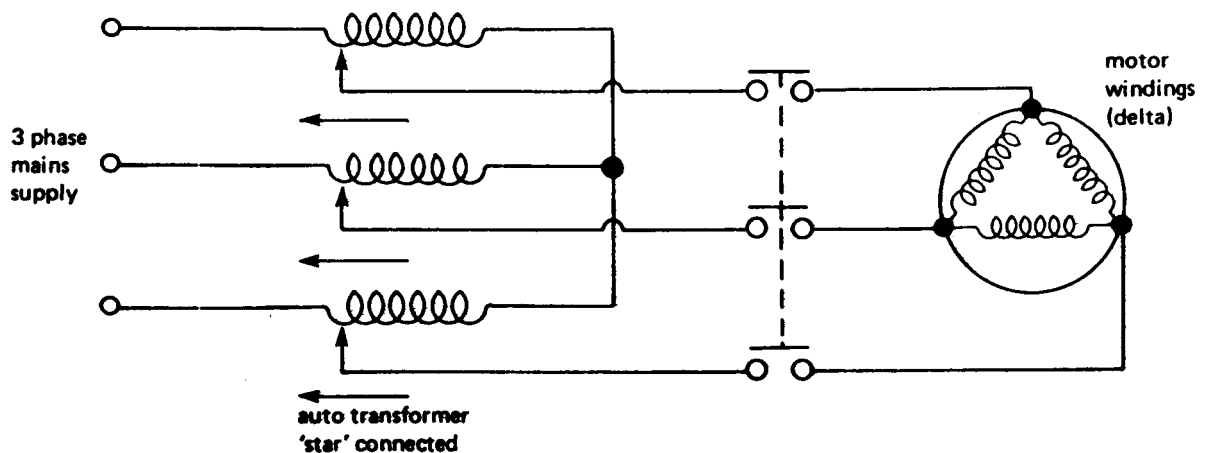 3 phase
mains
supply
motor
windings
(delta)
auto transformer
'star' connected